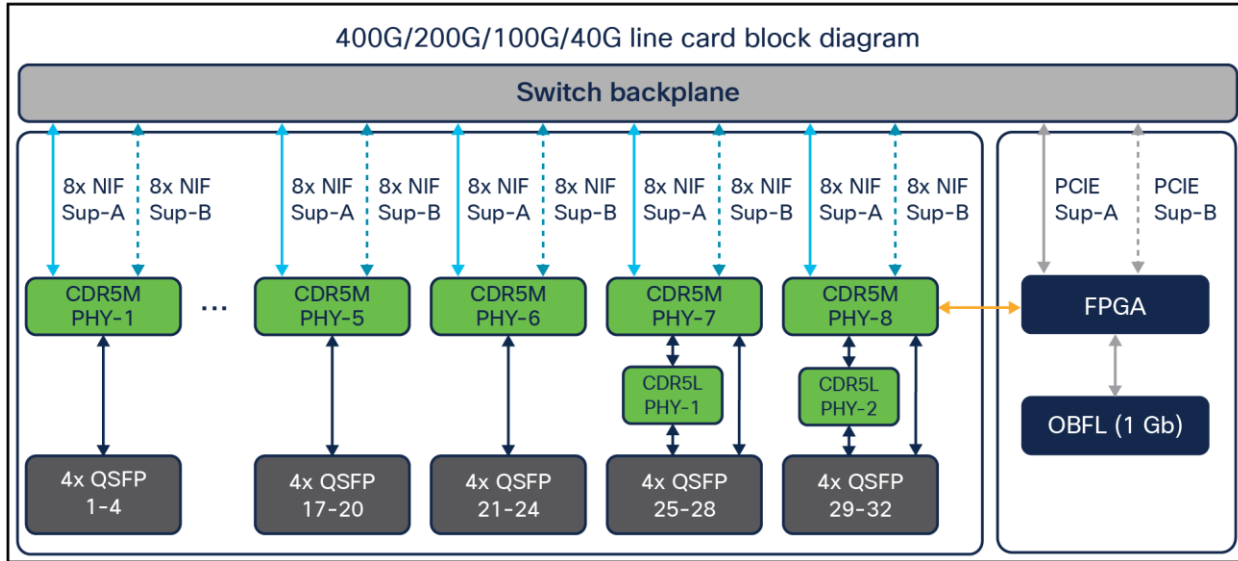 400G/200G/100G/40G line card block diagram
Switch backplane
8x NIF
Sup-A
8x NIF
Sup-B
8x NIF
Sup-A
8x NIF
Sup-B
8x NIF
Sup-A
8x NIF
Sup-B
8x NIF
Sup-A
8x NIF
Sup-B
8x NIF
Sup-A
8x NIF
Sup-B
PCIE
Sup-A
PCIE
Sup-B
CDR5M
PHY-1
...
CDR5M
PHY-5
CDR5M
PHY-6
CDR5M
PHY-7
CDR5M
PHY-8
FPGA
CDR5L
PHY-1
CDR5L
PHY-2
OBFL (1 Gb)
4x QSFP
1-4
4x QSFP
17-20
4x QSFP
21-24
4x QSFP
25-28
4x QSFP
29-32